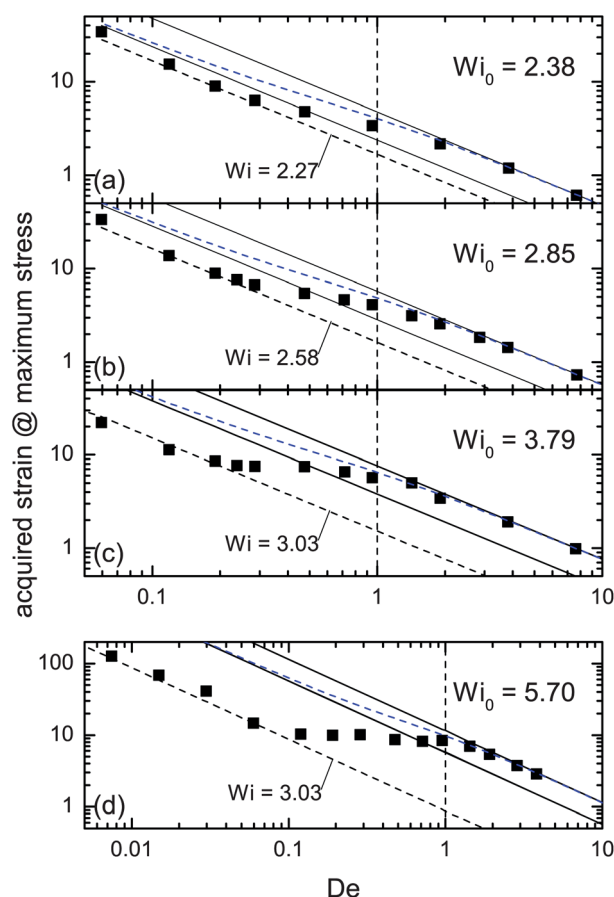 10
1
Wi0 = 2.38
Wi = 2.27
(a)
10
1
Wi0 = 2.85
Wi = 2.58
(b)
10
1
Wi0 = 3.79
Wi = 3.03
(c)
0.1
1
10
acquired strain @ maximum stress
100
10
1
Wi0 = 5.70
Wi = 3.03
(d)
0.01
0.1
1
10
De